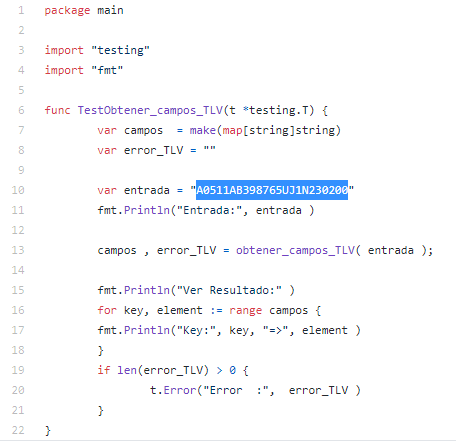 1 package main
2
3 import "testing"
4 import "fmt"
5
6 func TestObtener_campos_TLV(t *testing.T) {
7 var campos = make(map[string]string)
8 var error_TLV = ""
9
10 var entrada = "A0511AB398765UJ1N230200"
11 fmt.Println("Entrada:", entrada )
12
13 campos , error_TLV = obtener_campos_TLV( entrada );
14
15 fmt.Println("Ver Resultado:" )
16 for key, element := range campos {
17 fmt.Println("Key:", key, "=>", element )
18 }
19 if len(error_TLV) > 0 {
20 t.Error("Error :", error_TLV )
21 }
22 }